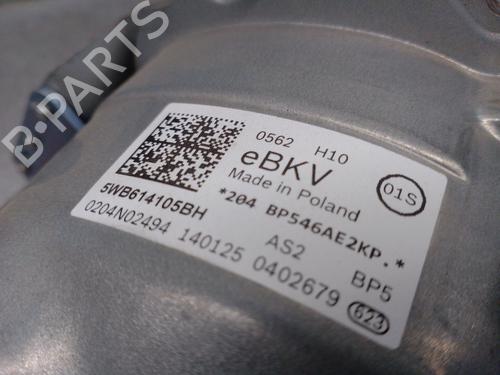 B-PARTS
0562 H10
eBKV
Made in Poland
01S
5WB614105BH
*204 BP546AE2KP.*
0204N02494 140125 0402679
AS2 BP5
623